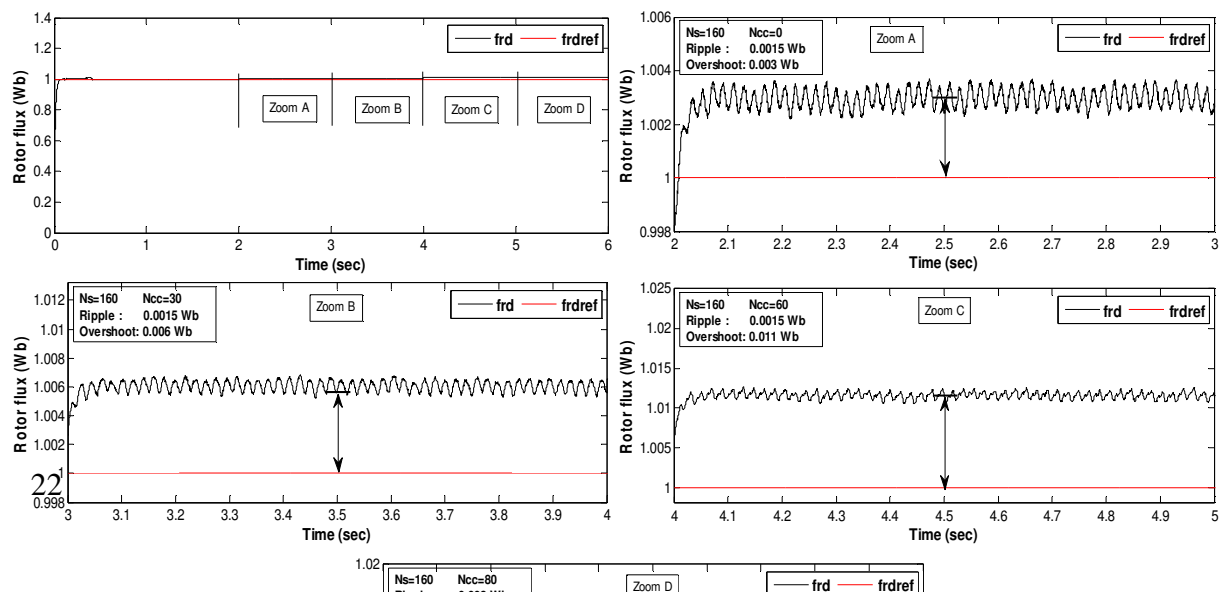 1.4
1.2
1
0.8
0.6
0.4
0.2
0
Rotor flux (Wb)
frd frdref
Zoom A Zoom B Zoom C Zoom D
0 1 2 3 4 5 6
Time (sec)
1.006
1.004
1.002
1
0.998
Rotor flux (Wb)
Ns=160 Ncc=0
Ripple : 0.0015 Wb
Overshoot: 0.003 Wb
Zoom A
frd frdref
2 2.1 2.2 2.3 2.4 2.5 2.6 2.7 2.8 2.9 3
Time (sec)
1.012
1.01
1.008
1.006
1.004
1.002
1
0.998
22
Rotor flux (Wb)
Ns=160 Ncc=30
Ripple : 0.0015 Wb
Overshoot: 0.006 Wb
Zoom B
frd frdref
3 3.1 3.2 3.3 3.4 3.5 3.6 3.7 3.8 3.9 4
Time (sec)
1.025
1.02
1.015
1.01
1.005
1
Rotor flux (Wb)
Ns=160 Ncc=60
Ripple : 0.0015 Wb
Overshoot: 0.011 Wb
Zoom C
frd frdref
4 4.1 4.2 4.3 4.4 4.5 4.6 4.7 4.8 4.9 5
Time (sec)
1.02
Ns=160 Ncc=80
Zoom D
frd frdref